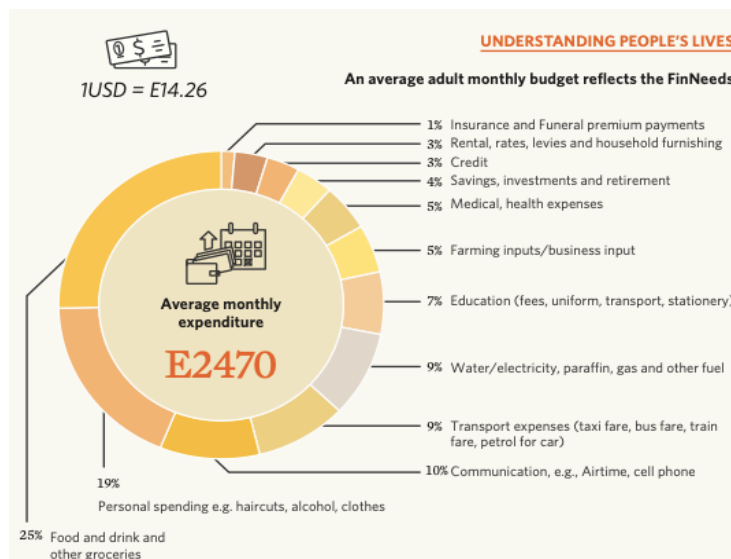 UNDERSTANDING PEOPLE'S LIVES
1USD = E14.26
An average adult monthly budget reflects the FinNeeds
1% Insurance and Funeral premium payments
3% Rental, rates, levies and household furnishing
3% Credit
4% Savings, investments and retirement
5% Medical, health expenses
5% Farming inputs/business input
7% Education (fees, uniform, transport, stationery)
9% Water/electricity, paraffin, gas and other fuel
9% Transport expenses (taxi fare, bus fare, train
fare, petrol for car)
10% Communication, e.g., Airtime, cell phone
Average monthly
expenditure
E2470
19%
Personal spending e.g. haircuts, alcohol, clothes
25% Food and drink and
other groceries